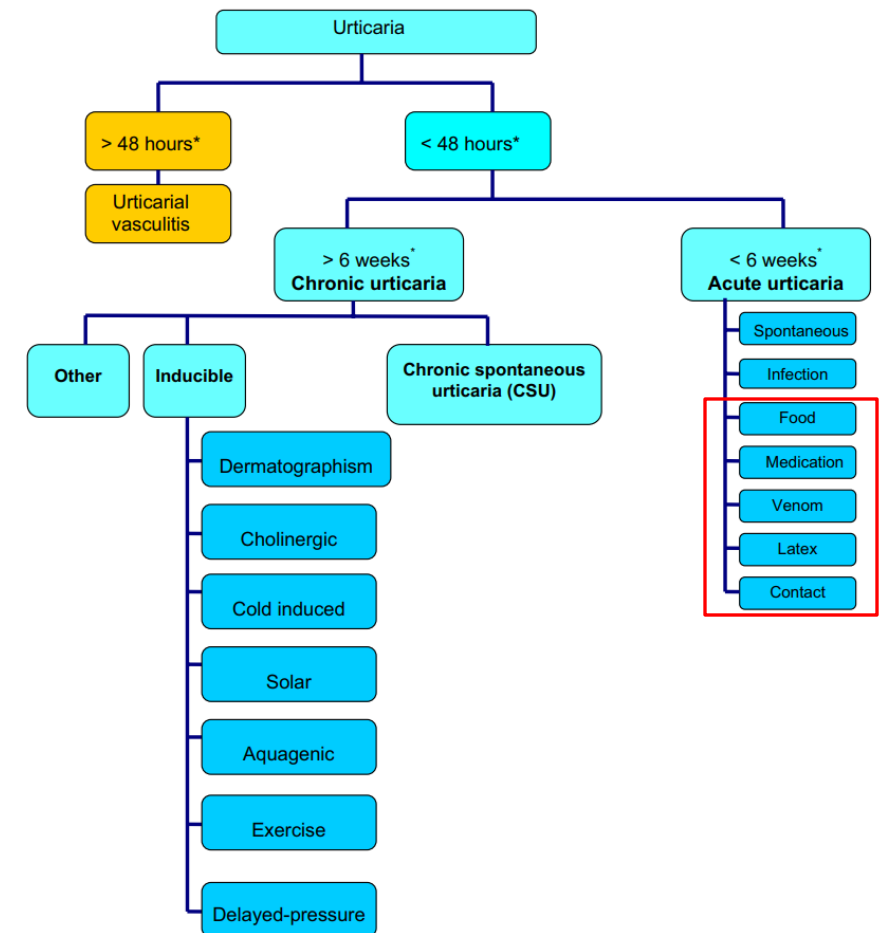 Urticaria
> 48 hours*
< 48 hours*
Urticarial
vasculitis
> 6 weeks*
Chronic urticaria
< 6 weeks*
Acute urticaria
Other
Inducible
Chronic spontaneous
urticaria (CSU)
Dermatographism
Cholinergic
Cold induced
Solar
Aquagenic
Exercise
Delayed-pressure
Spontaneous
Infection
Food
Medication
Venom
Latex
Contact